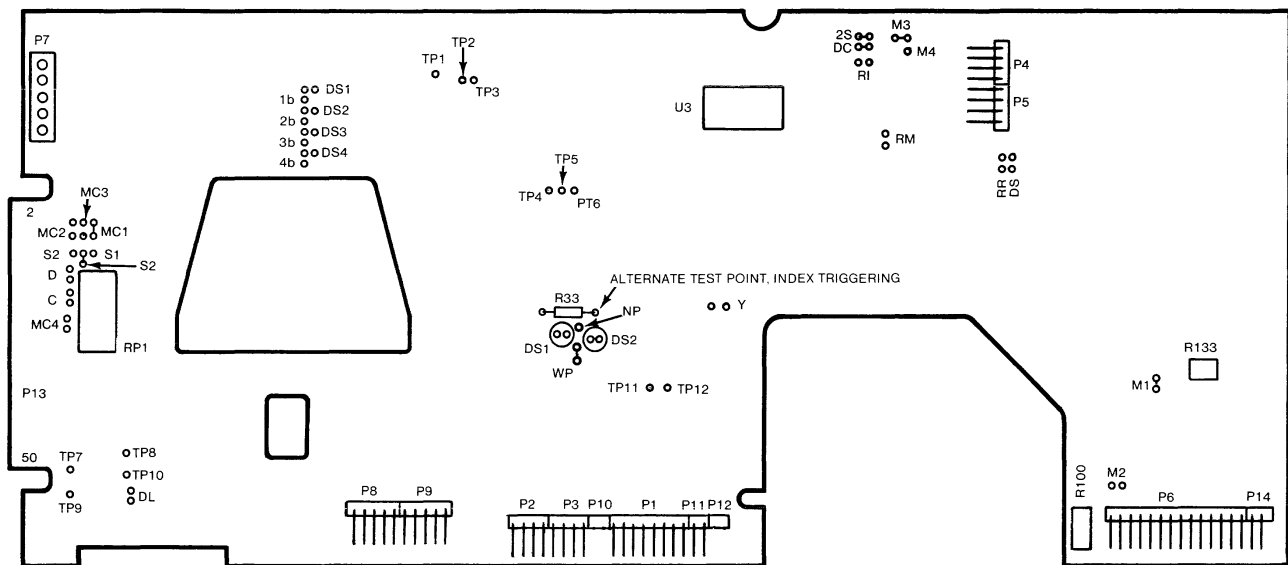 P7
TP1
TP2
TP3
2S
DC
RI
M3
M4
P4
P5
U3
RM
RR
DS
DS1
1b
DS2
2b
DS3
3b
DS4
4b
TP5
TP4
PT6
2
MC3
MC2
MC1
S2
S1
S2
D
C
MC4
RP1
ALTERNATE TEST POINT, INDEX TRIGGERING
R33
NP
Y
DS1
DS2
WP
TP11
TP12
R133
M1
P13
50
TP7
TP8
TP10
TP9
DL
P8
P9
P2
P3
P10
P1
P11
P12
R100
M2
P6
P14